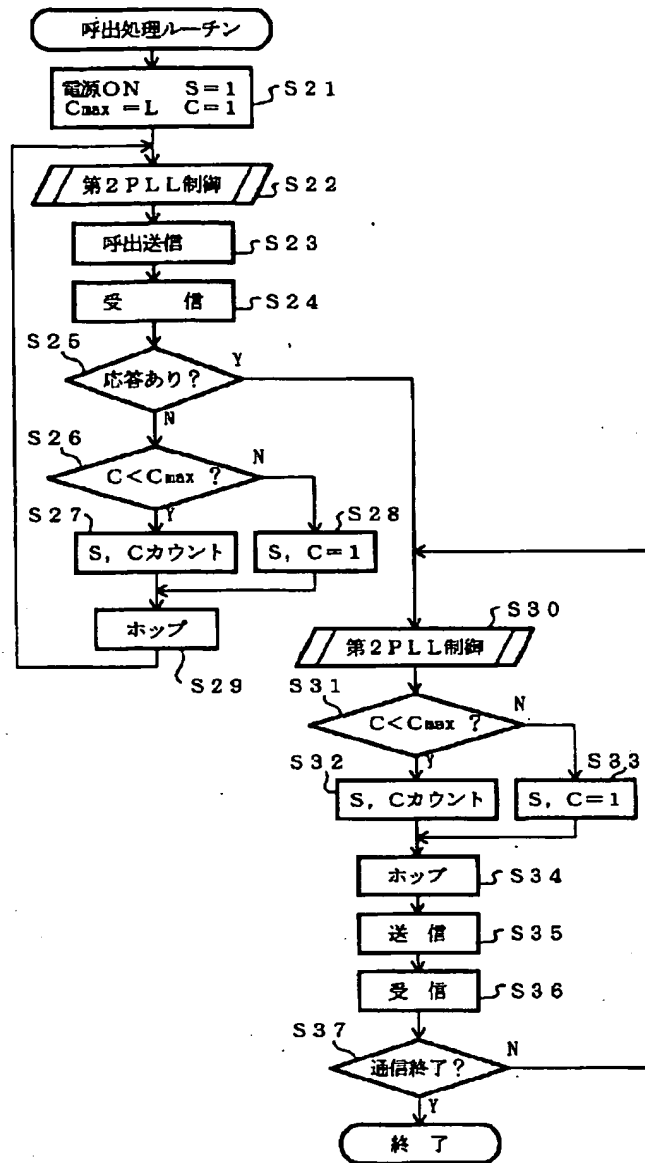 呼出処理ルーチン
電源ON S=1
Cmax=L C=1
S21
第2PLL制御
S22
呼出送信
S23
受 信
S24
S25
応答あり?
Y
N
S26
C<Cmax ?
N
Y
S27
S,Cカウント
S28
S,C=1
ホップ
S29
S30
第2PLL制御
S31
C<Cmax ?
N
Y
S32
S,Cカウント
S33
S,C=1
ホップ
S34
送 信
S35
受 信
S36
S37
通信終了?
N
Y
終 了